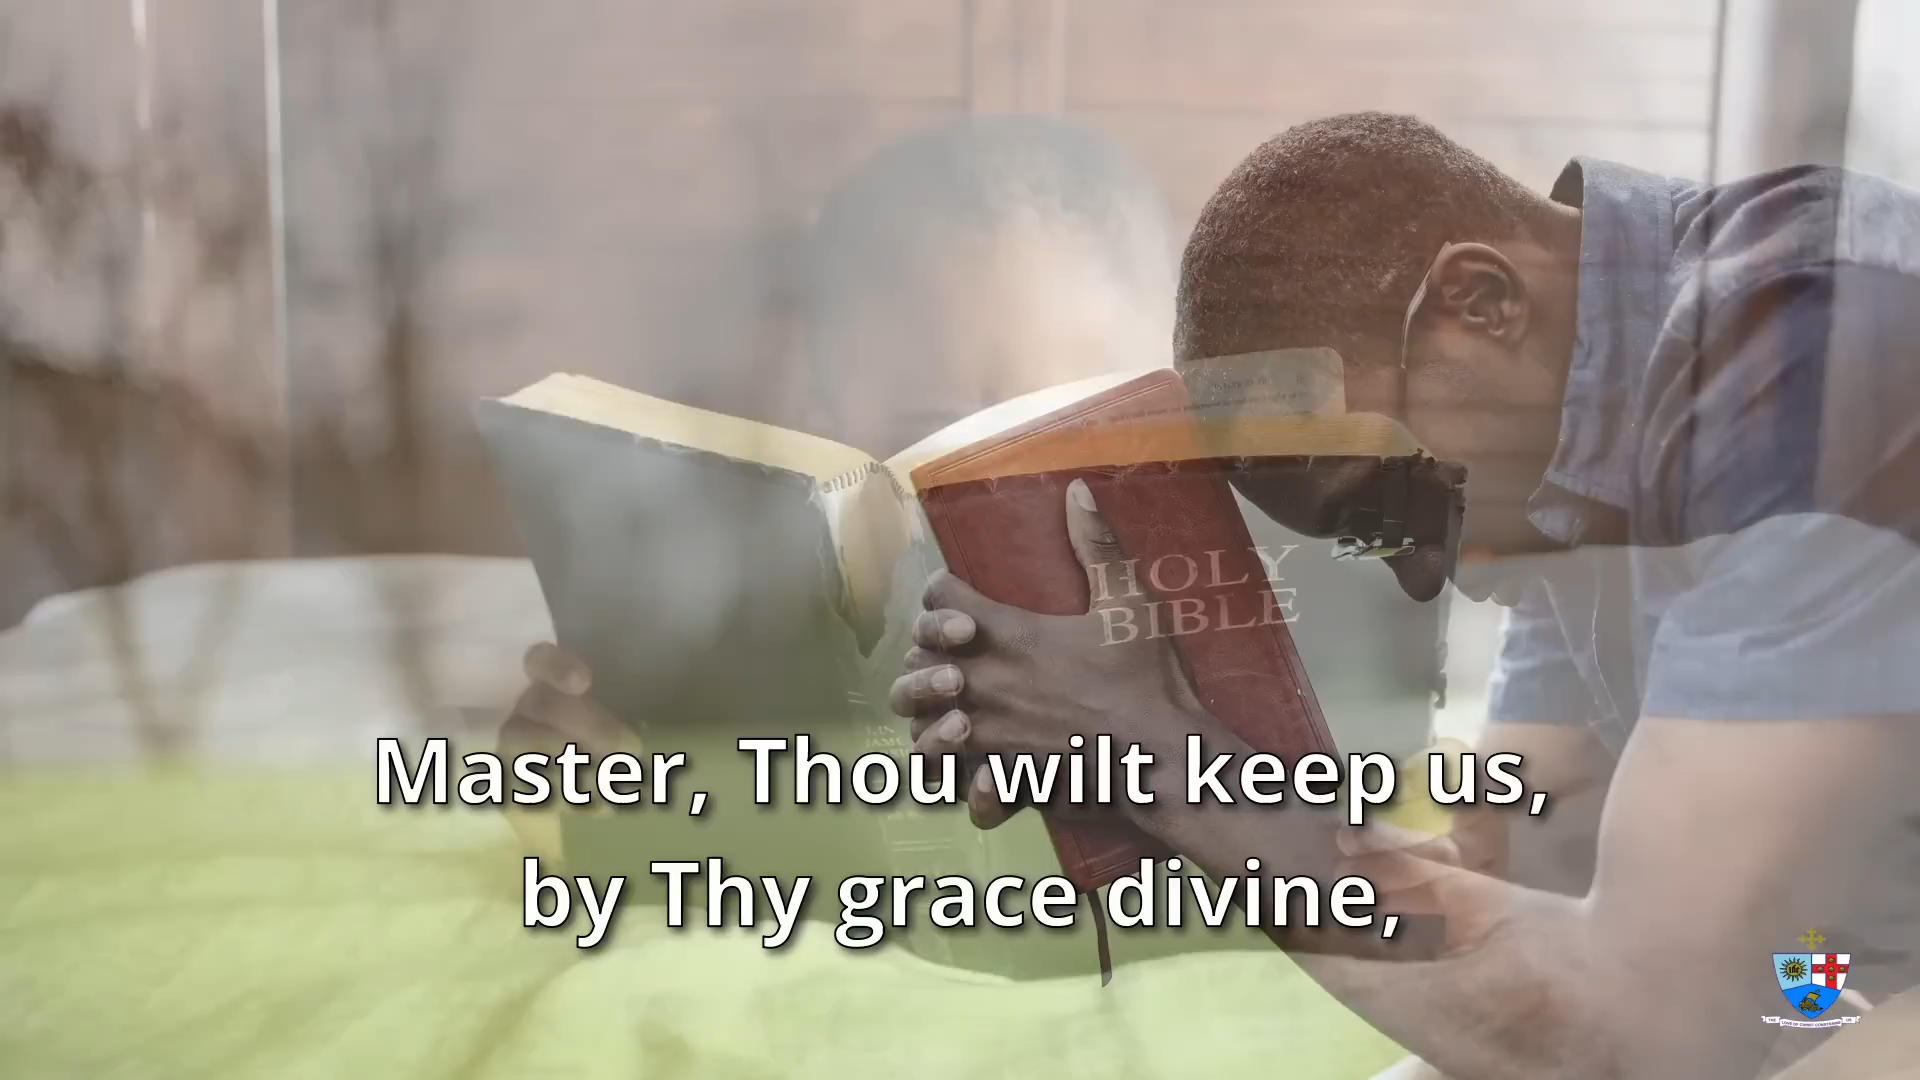 HOLY
BIBLE
Master, Thou wilt keep us,
by Thy grace divine,